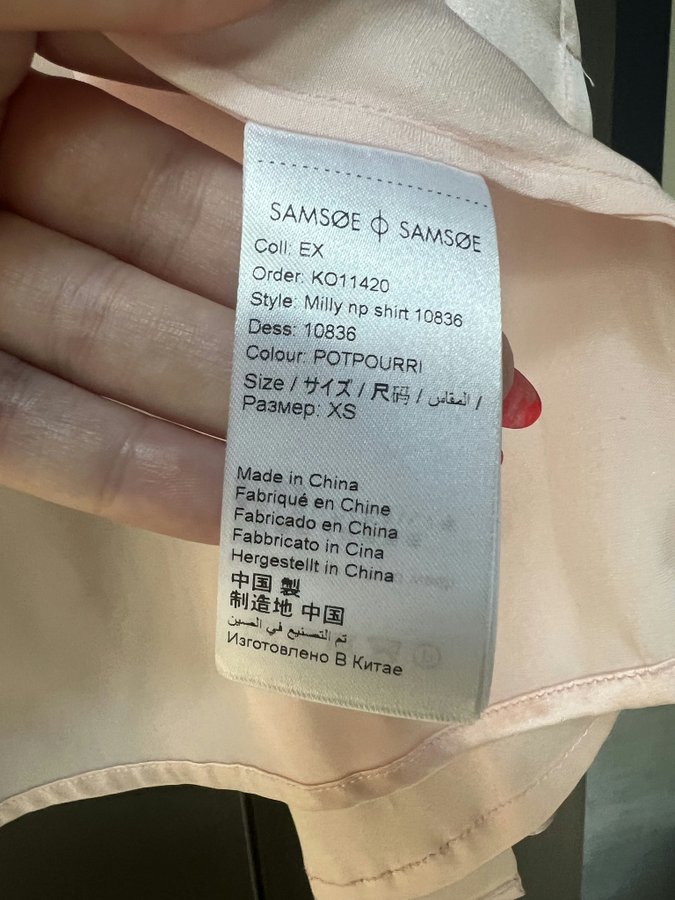 SAMSØE φ SAMSØE
Coll: EX
Order: KO11420
Style: Milly np shirt 10836
Dess: 10836
Colour: POTPOURRI
Size / サイズ / 尺码 / المقاس /
Размер: XS
Made in China
Fabriqué en Chine
Fabricado en China
Fabbricato in Cina
Hergestellt in China
中国 製
制造地 中国
تم التصنيع في الصين
Изготовлено В Китае